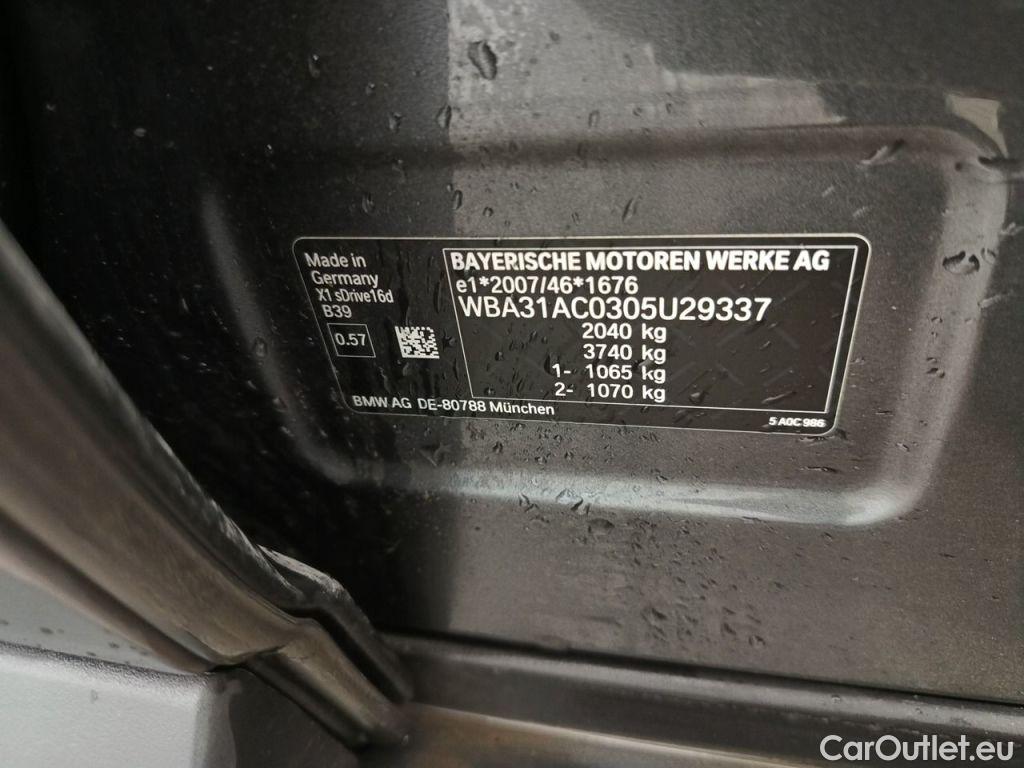 Made in
Germany
X1 sDrive16d
B39
0.57
BAYERISCHE MOTOREN WERKE AG
e1*2007/46*1676
WBA31AC0305U29337
2040 kg
3740 kg
1- 1065 kg
2- 1070 kg
BMW AG DE-80788 München
5 A0C 986
CarOutlet.eu